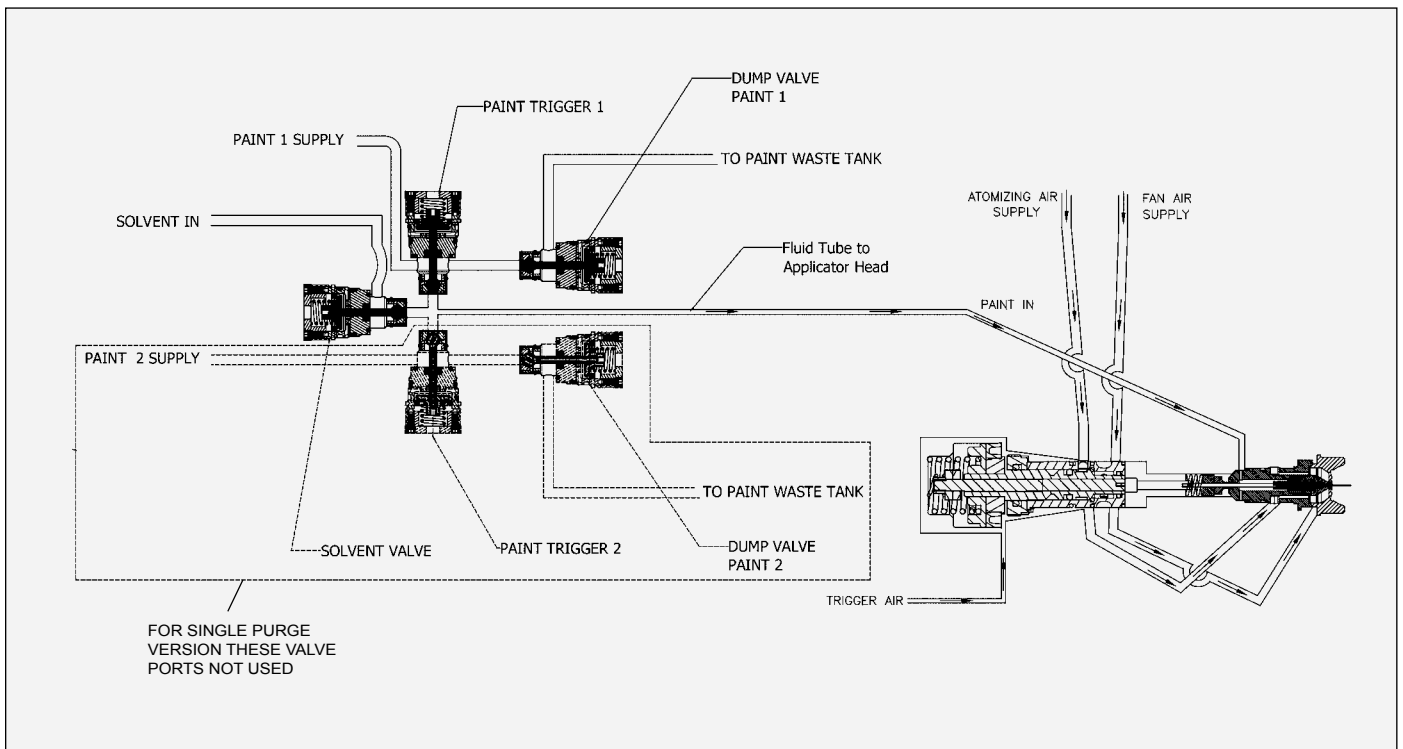 DUMP VALVE
PAINT 1
PAINT TRIGGER 1
PAINT 1 SUPPLY
TO PAINT WASTE TANK
SOLVENT IN
ATOMIZING AIR
SUPPLY
FAN AIR
SUPPLY
Fluid Tube to
Applicator Head
PAINT IN
PAINT 2 SUPPLY
TO PAINT WASTE TANK
SOLVENT VALVE
PAINT TRIGGER 2
DUMP VALVE
PAINT 2
TRIGGER AIR
FOR SINGLE PURGE
VERSION THESE VALVE
PORTS NOT USED